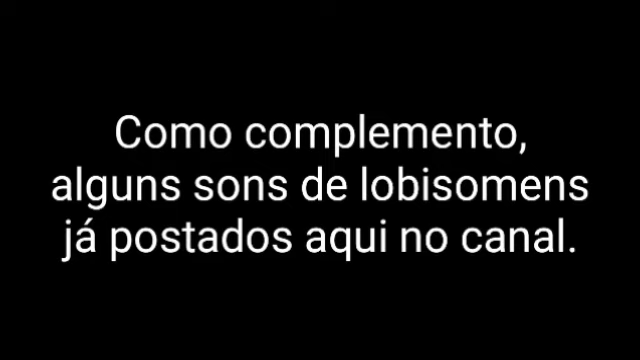 Como complemento,
alguns sons de lobisomens
já postados aqui no canal.